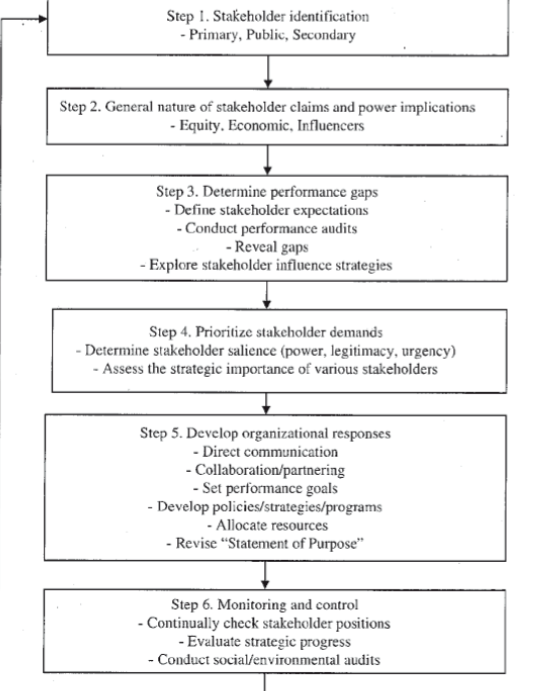 Step 1. Stakeholder identification
- Primary, Public, Secondary
Step 2. General nature of stakeholder claims and power implications
- Equity, Economic, Influencers
Step 3. Determine performance gaps
- Define stakeholder expectations
- Conduct performance audits
- Reveal gaps
- Explore stakeholder influence strategies
Step 4. Prioritize stakeholder demands
- Determine stakeholder salience (power, legitimacy, urgency)
- Assess the strategic importance of various stakeholders
Step 5. Develop organizational responses
- Direct communication
- Collaboration/partnering
- Set performance goals
- Develop policies/strategies/programs
- Allocate resources
- Revise “Statement of Purpose”
Step 6. Monitoring and control
- Continually check stakeholder positions
- Evaluate strategic progress
- Conduct social/environmental audits